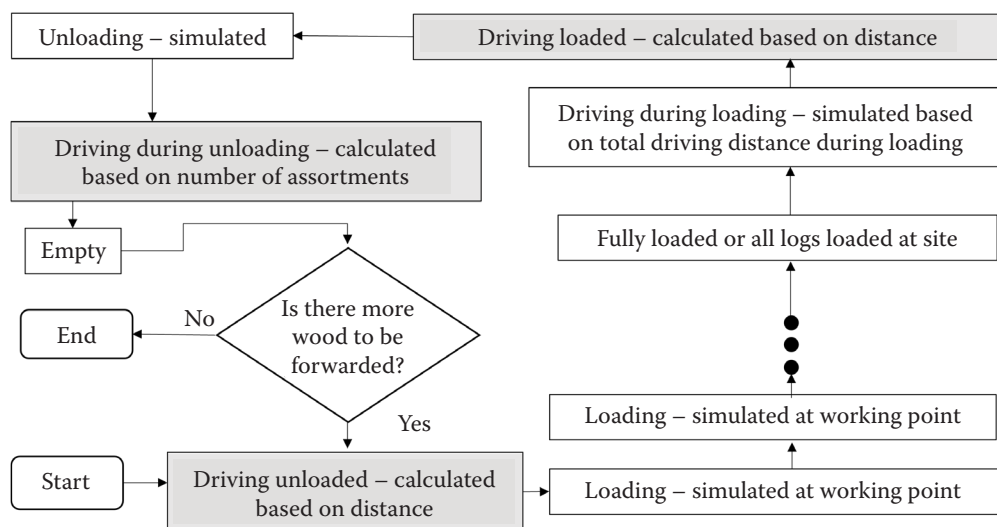 Unloading – simulated
Driving loaded – calculated based on distance
Driving during unloading – calculated
based on number of assortments
Driving during loading – simulated based
on total driving distance during loading
Empty
Fully loaded or all logs loaded at site
Is there more
wood to be
forwarded?
No
End
Yes
Loading – simulated at working point
Start
Driving unloaded – calculated
based on distance
Loading – simulated at working point